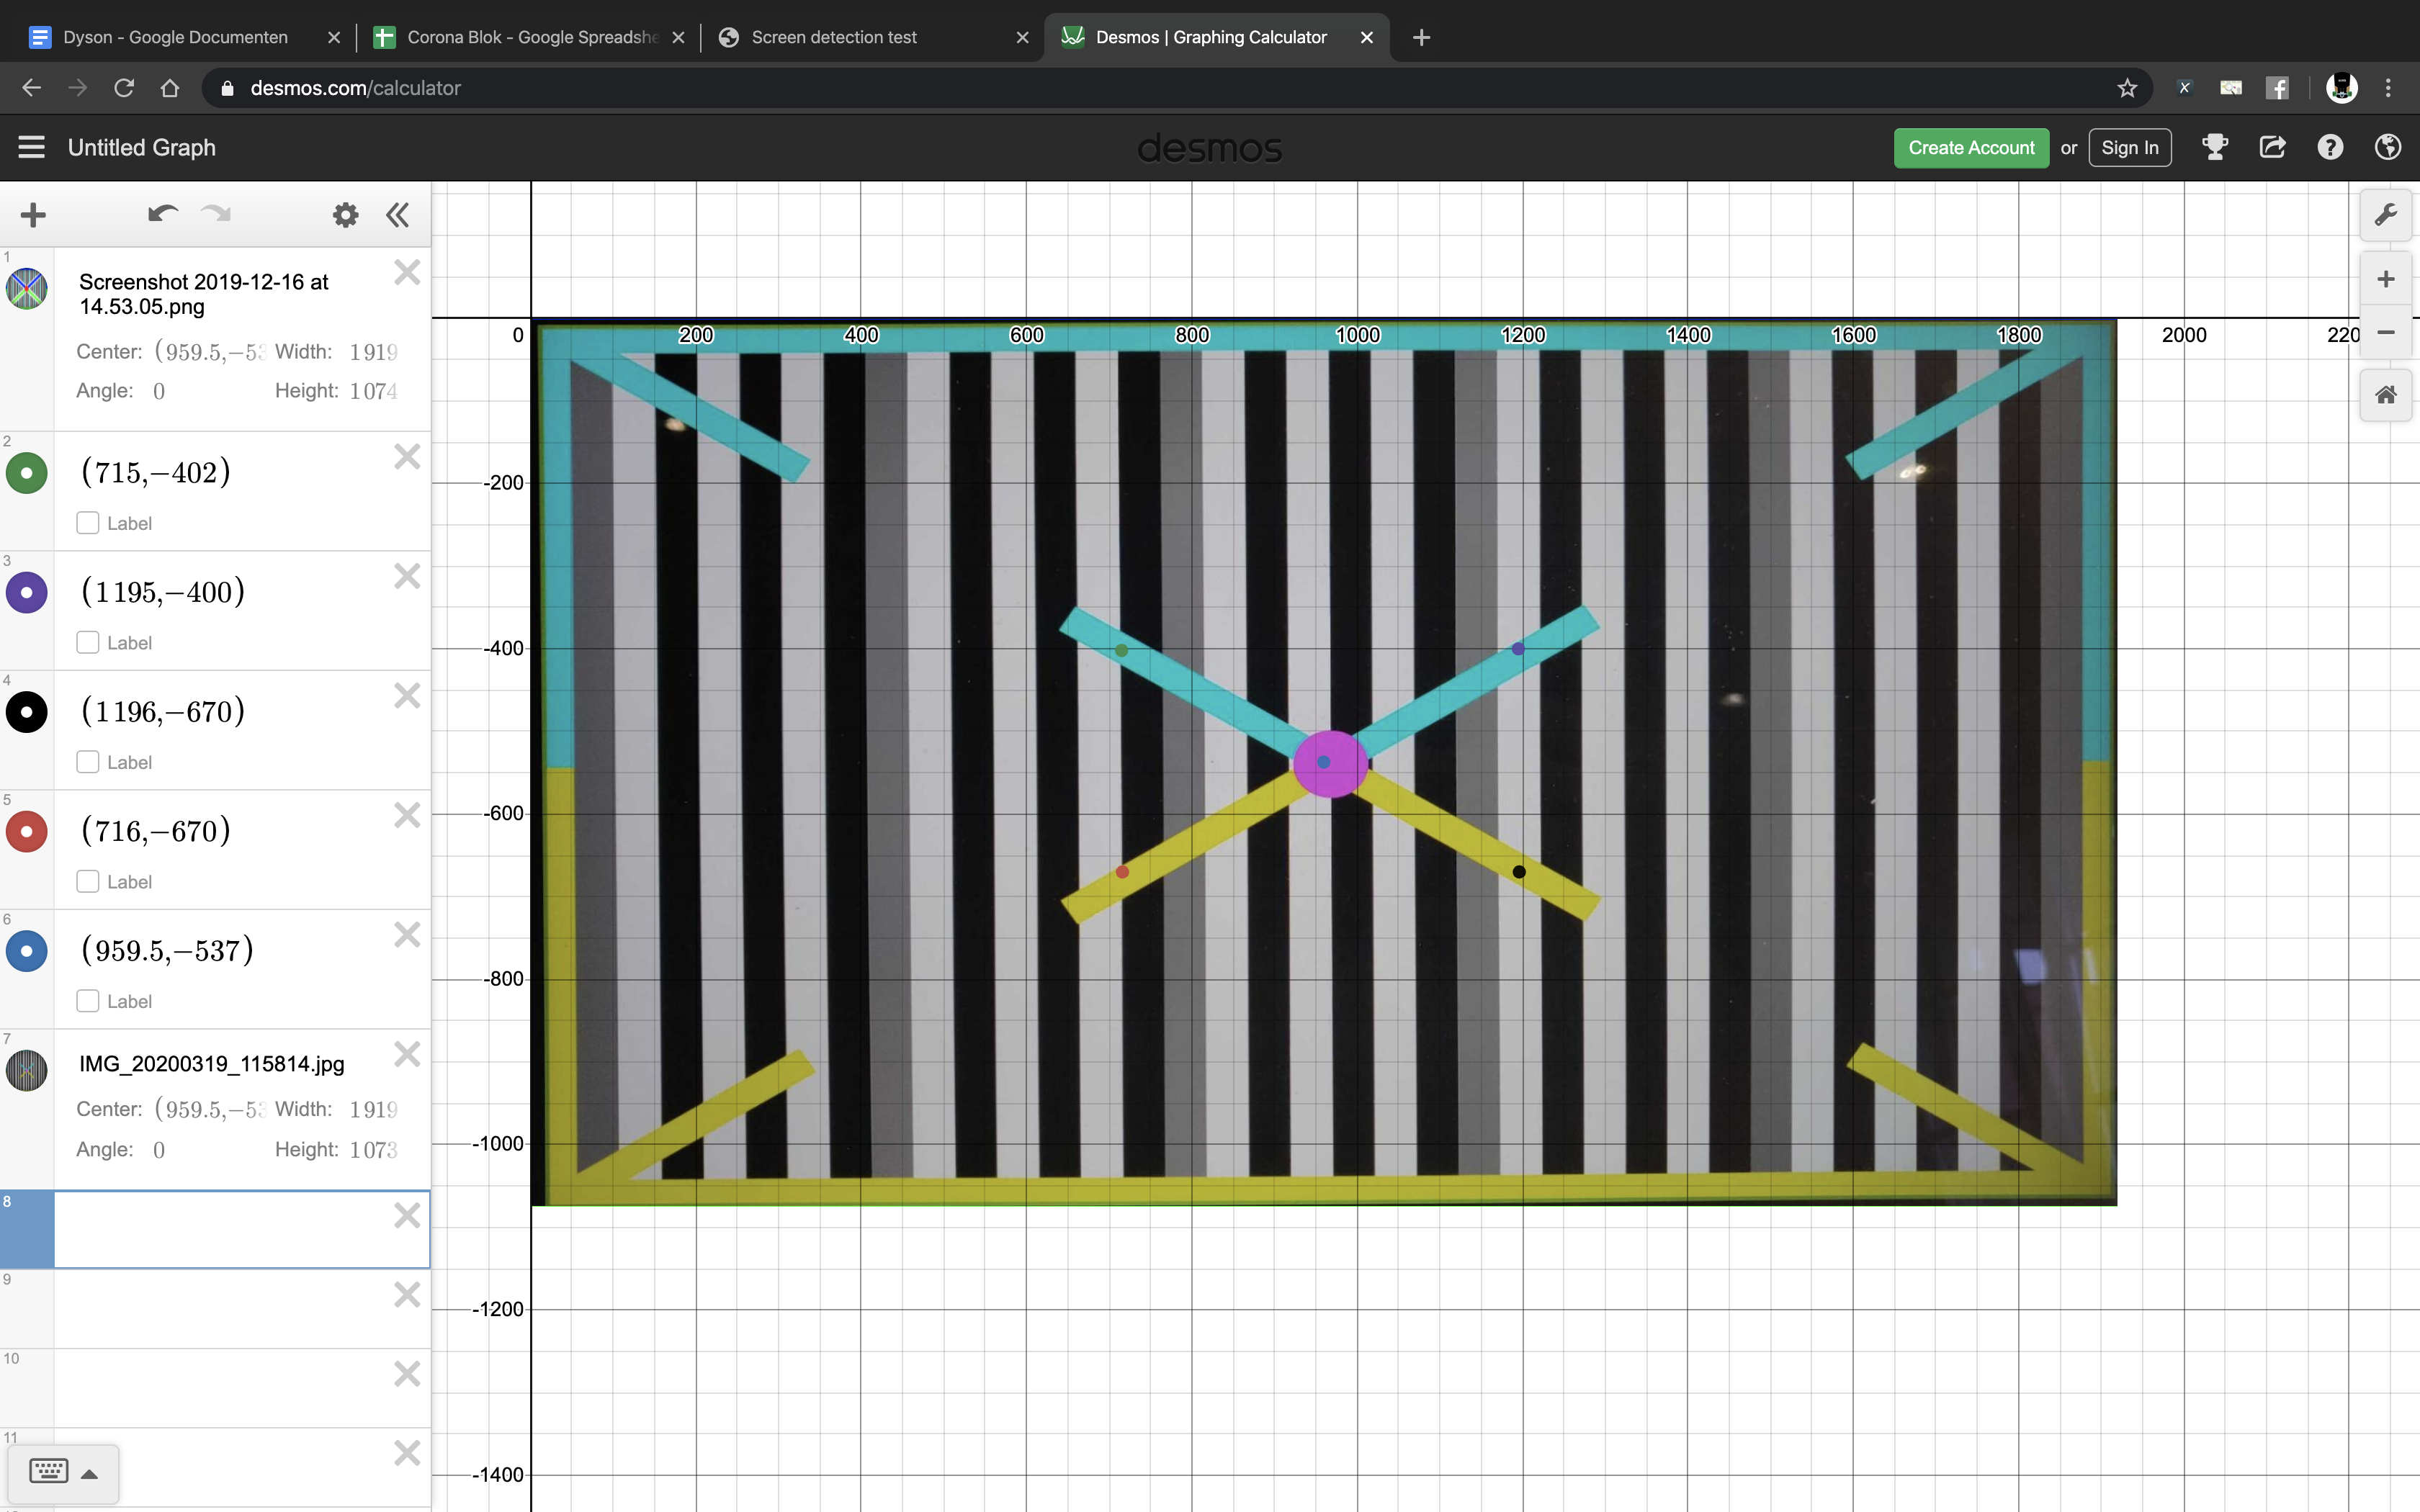 Dyson - Google Documenten
Corona Blok - Google Spreadshe
Screen detection test
Desmos | Graphing Calculator
desmos.com/calculator
Untitled Graph
desmos
Create Account or Sign In
1
Screenshot 2019-12-16 at
14.53.05.png
Center: (959.5,−53 Width: 1919
Angle: 0 Height: 1074
2
(715,−402)
Label
3
(1195,−400)
Label
4
(1196,−670)
Label
5
(716,−670)
Label
6
(959.5,−537)
Label
7
IMG_20200319_115814.jpg
Center: (959.5,−53 Width: 1919
Angle: 0 Height: 1073
8
9
10
11
0 200 400 600 800 1000 1200 1400 1600 1800 2000 220
-200
-400
-600
-800
-1000
-1200
-1400